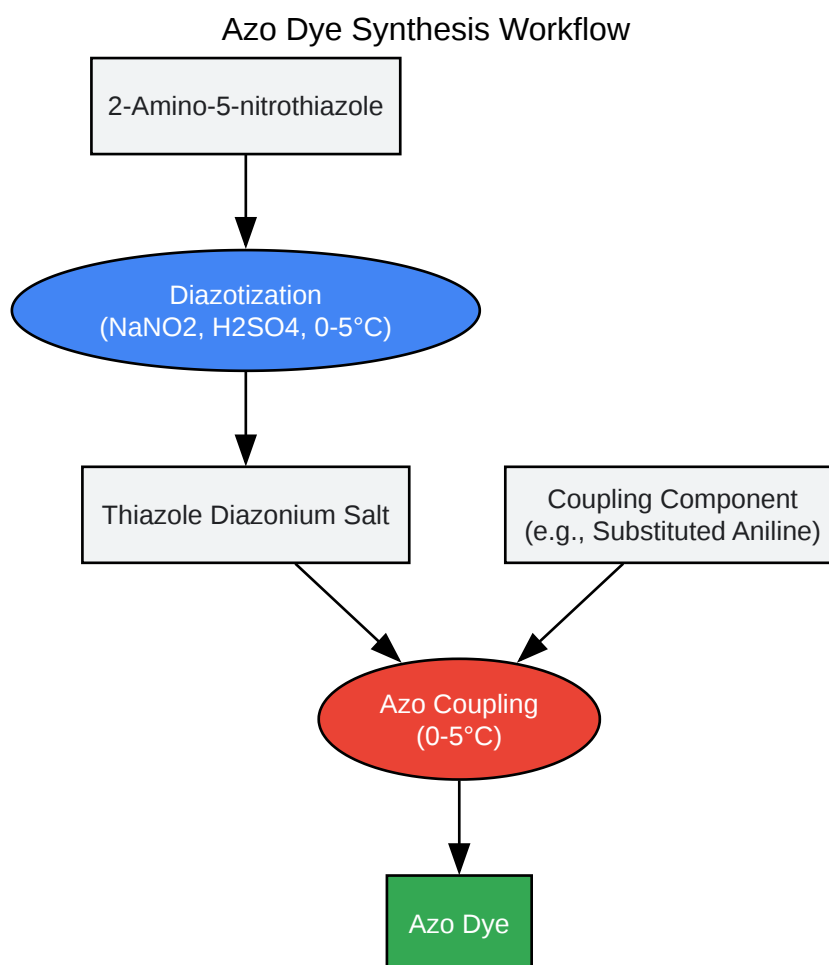 Azo Dye Synthesis Workflow
2-Amino-5-nitrothiazole
Diazotization
(NaNO2, H2SO4, 0-5°C)
Thiazole Diazonium Salt
Coupling Component
(e.g., Substituted Aniline)
Azo Coupling
(0-5°C)
Azo Dye